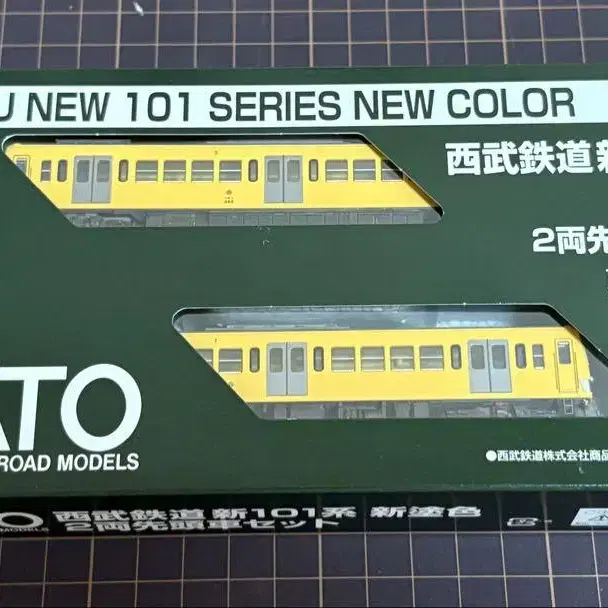 U NEW 101 SERIES NEW COLOR
西武鉄道 新
2両先
ATO
ROAD MODELS
●西武鉄道株式会社商品
西武鉄道 新101系 新塗色
2両先頭車セット